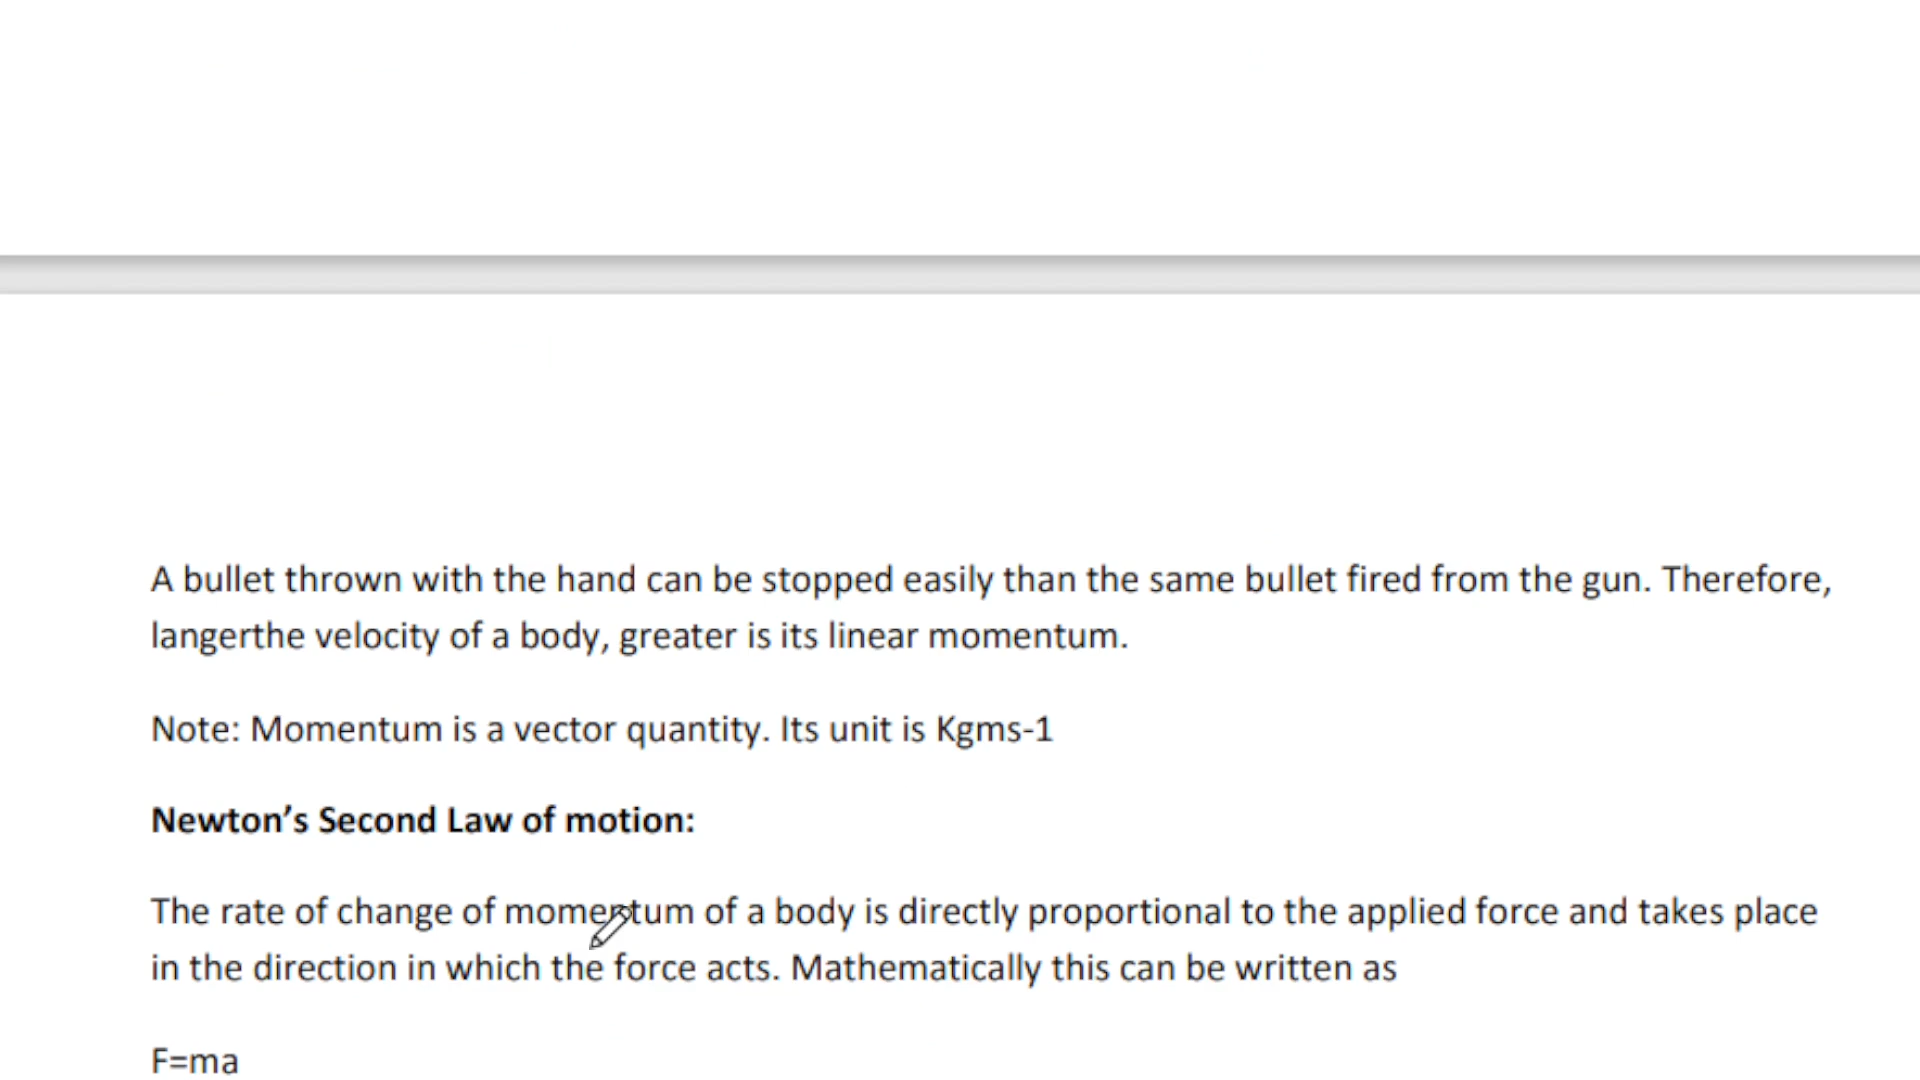 A bullet thrown with the hand can be stopped easily than the same bullet fired from the gun. Therefore,
langerthe velocity of a body, greater is its linear momentum.
Note: Momentum is a vector quantity. Its unit is Kgms-1
Newton’s Second Law of motion:
The rate of change of momentum of a body is directly proportional to the applied force and takes place
in the direction in which the force acts. Mathematically this can be written as
F=ma